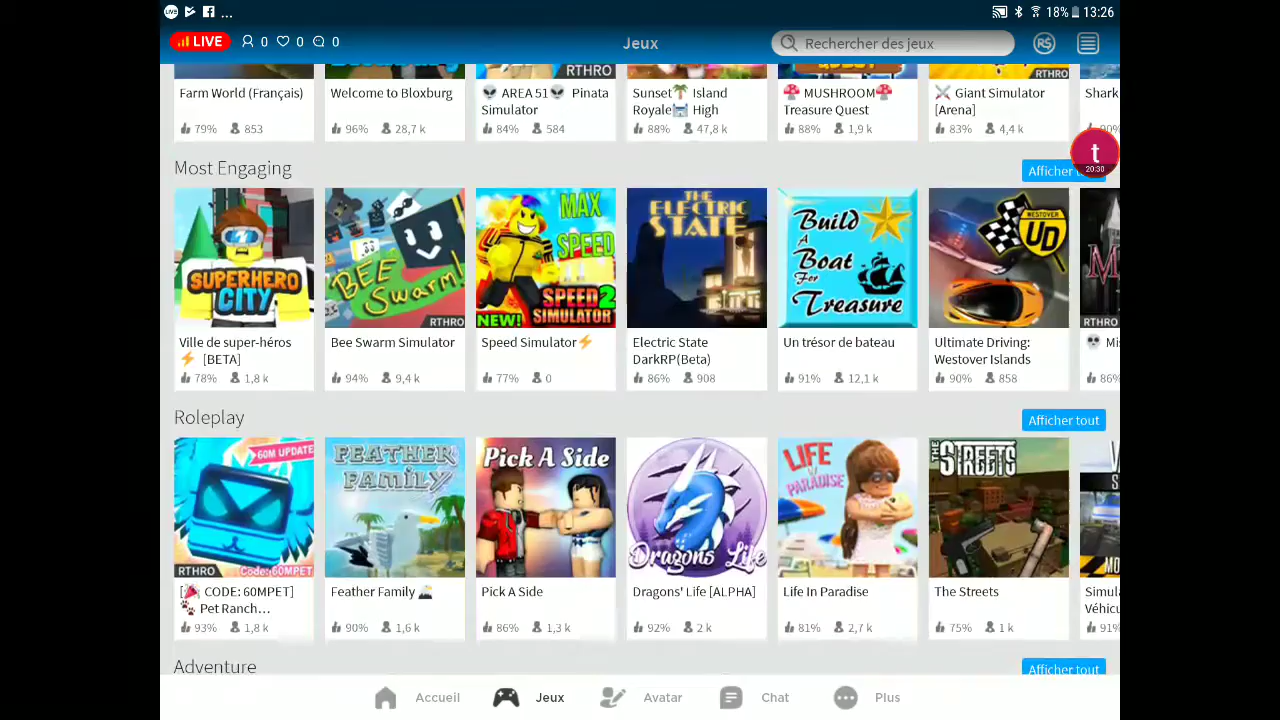 LIVE
...
18%
13:26
LIVE 0 0 0
Jeux
Rechercher des jeux
R$
RTHRO
RTHRO
Farm World (Français)
79% 853
Welcome to Bloxburg
96% 28,7 k
👽 AREA 51👽 Pinata
Simulator
84% 584
Sunset🌴 Island
Royale🏰 High
88% 47,8 k
🍄 MUSHROOM🍄
Treasure Quest
88% 1,9 k
⚔️ Giant Simulator
[Arena]
83% 4,4 k
Shark
90%
t
20:30
Most Engaging
Afficher
SUPERHERO
CITY
BEE
SWARM!
RTHRO
MAX
SPEED
NEW!
SPEED 2
SIMULATOR
THE
ELECTRIC
STATE
Build
A
Boat
For
Treasure
WESTOVER
UD
RTHRO
Ville de super-héros
⚡ [BETA]
78% 1,8 k
Bee Swarm Simulator
94% 9,4 k
Speed Simulator⚡
77% 0
Electric State
DarkRP(Beta)
86% 908
Un trésor de bateau
91% 12,1 k
Ultimate Driving:
Westover Islands
90% 858
💀 Mi
86%
Roleplay
Afficher tout
60M UPDATE
RTHRO
Code: 60MPET
FEATHER
FAMILY
Pick A Side
Dragons' Life
LIFE
IN
PARADISE
THE
STREETS
[🎉 CODE: 60MPET]
🐾 Pet Ranch…
93% 1,8 k
Feather Family 🌋
90% 1,6 k
Pick A Side
86% 1,3 k
Dragons' Life [ALPHA]
92% 2 k
Life In Paradise
81% 2,7 k
The Streets
75% 1 k
Simul
Véhicu
91%
Adventure
Afficher tout
Accueil
Jeux
Avatar
Chat
Plus